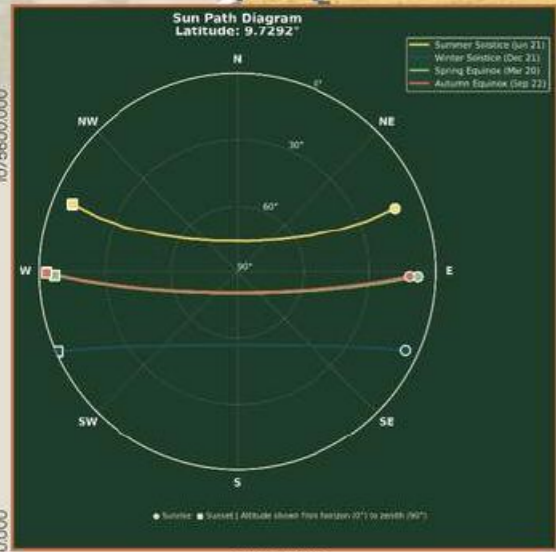 Sun Path Diagram
Latitude: 9.7292°
Summer Solstice (Jun 21)
Winter Solstice (Dec 21)
Spring Equinox (Mar 20)
Autumn Equinox (Sep 22)
N
0°
NW
NE
30°
60°
W
90°
E
SW
SE
S
Sunrise Sunset | Altitude shown from horizon (0°) to zenith (90°)